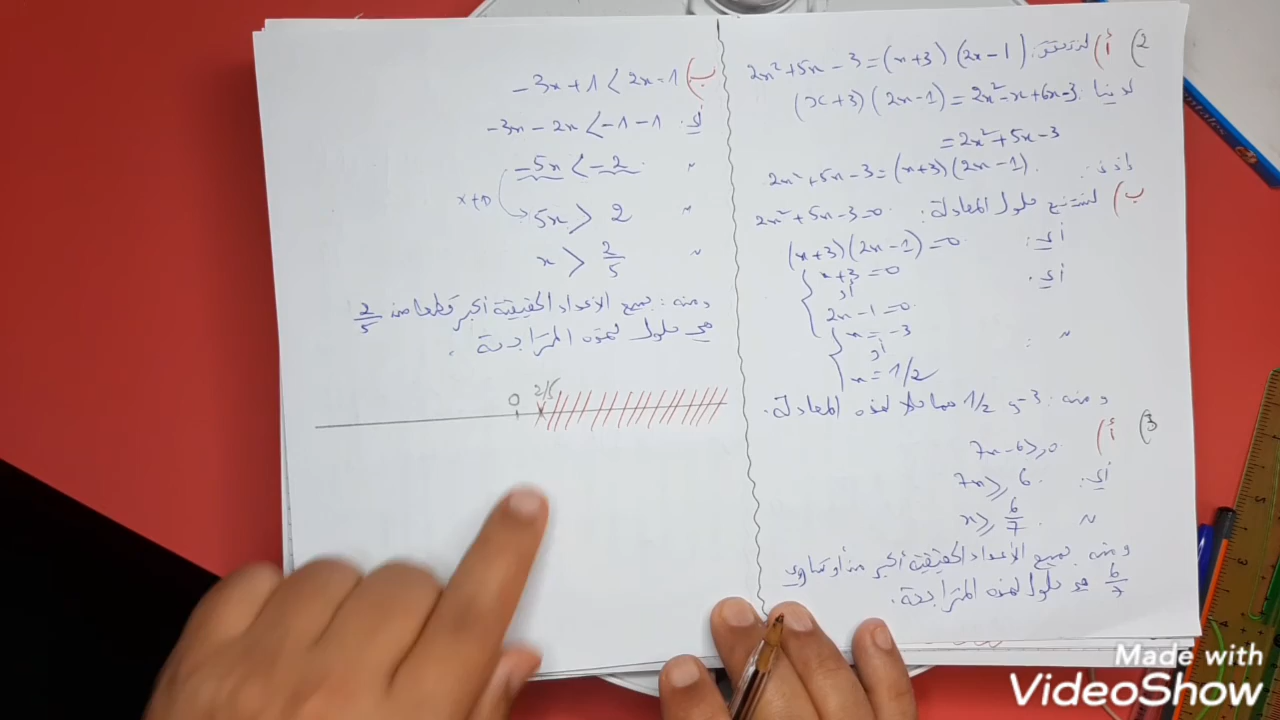 2) أ) لنتحقق: 2x² + 5x - 3 = (x+3)(2x-1)
لدينا: (x+3)(2x-1) = 2x² - x + 6x - 3
= 2x² + 5x - 3
إذن: 2x² + 5x - 3 = (x+3)(2x-1).
ب) لنستنتج حلول المعادلة: 2x² + 5x - 3 = 0
أي: (x+3)(2x-1) = 0
أي: x+3 = 0
أو
2x-1 = 0
" : x = -3
أو
x = 1/2
ومنه: -3 و 1/2 هما حلا لهذه المعادلة.
3) أ) 7x-6 ≥ 0
أي: 7x ≥ 6
" x ≥ 6/7
ومنه جميع الأعداد الحقيقية أكبر من أو تساوي
6/7 هي حلول لهذه المتراجحة.
ب) -3x+1 < 2x-1
أي: -3x - 2x < -1 - 1
" -5x < -2
" 5x > 2
" x > 2/5
ومنه: جميع الأعداد الحقيقية أكبر قطعا من 2/5
هي حلول لهذه المتراجحة.
0 2/5
Made with
VideoShow